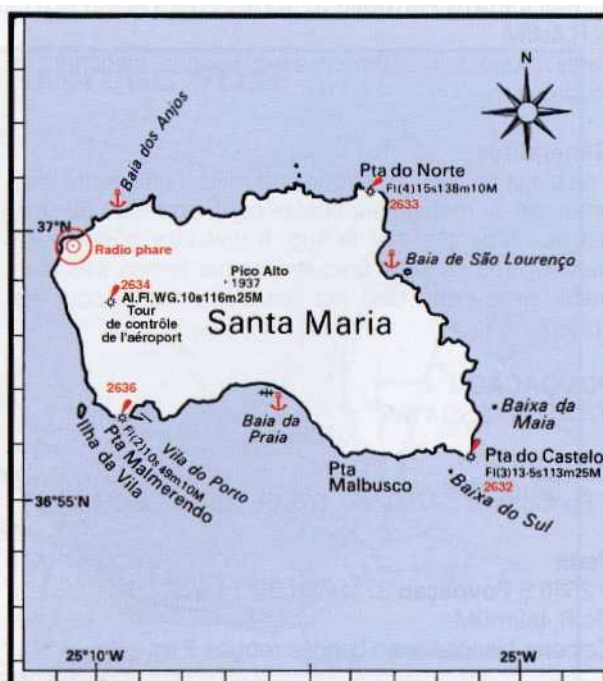 N
Baia dos Anjos
Pta do Norte
Fl(4)15s138m10M
2633
37°N
Radio phare
Baia de São Lourenço
Pico Alto
1937
2634
Al.Fl.WG.10s116m25M
Tour
de contrôle
de l'aéroport
Santa Maria
2636
Fl(2)10s49m10M
Vila do Porto
Pta Malmerendo
Ilha da Vila
Baia da
Praia
Baixa da
Maia
Pta do Castelo
Fl(3)13·5s113m25M
2632
Pta
Malbusco
Baixa do Sul
36°55'N
25°10'W
25°W